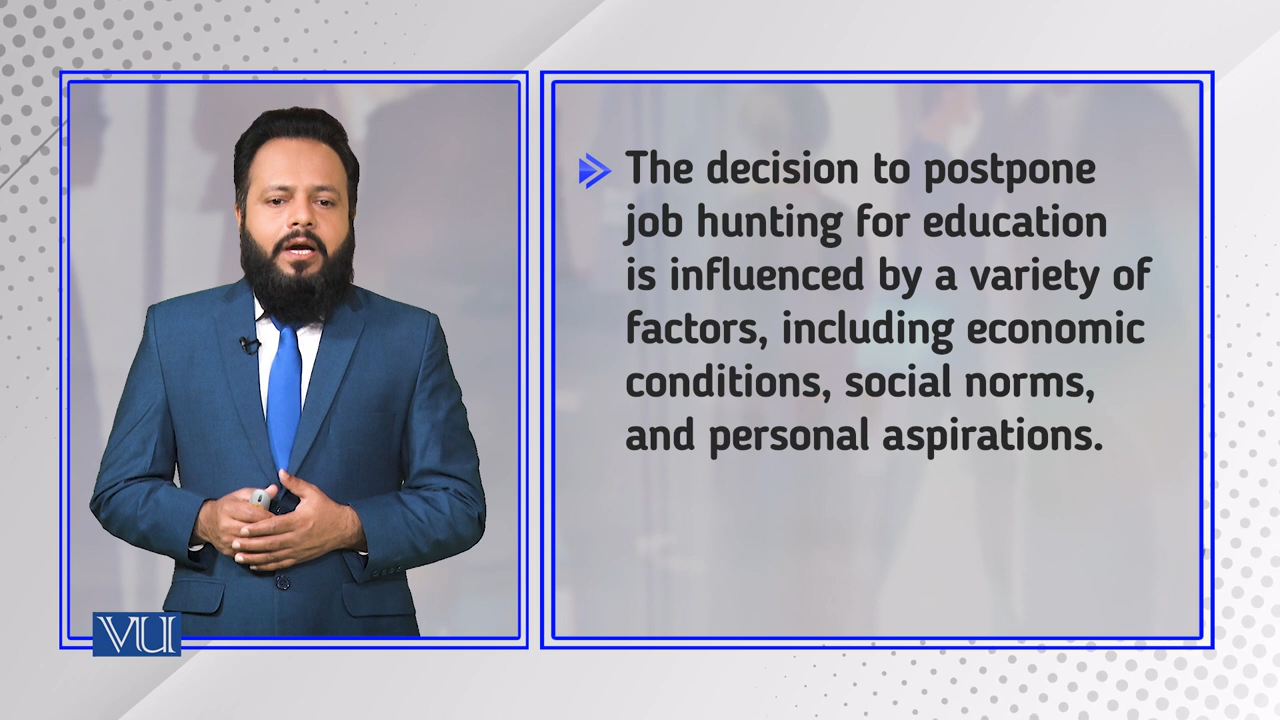 The decision to postpone
job hunting for education
is influenced by a variety of
factors, including economic
conditions, social norms,
and personal aspirations.
VU